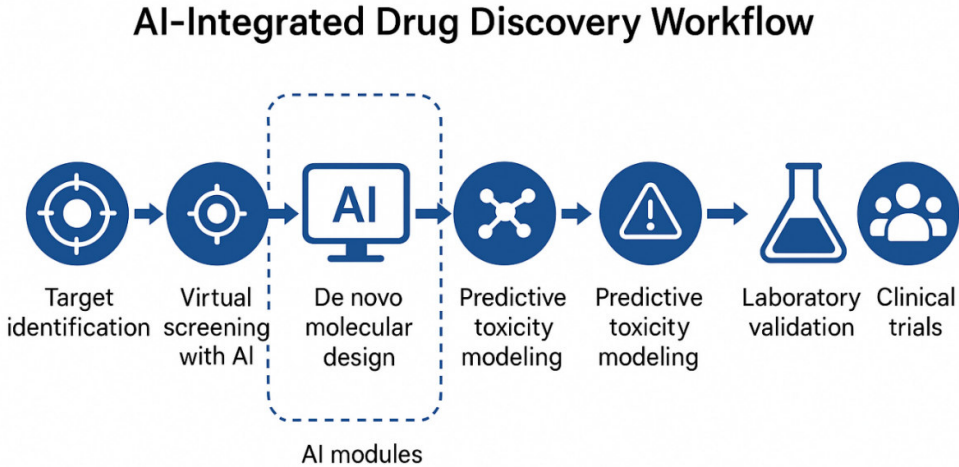 AI-Integrated Drug Discovery Workflow
AI
Target
identification
Virtual
screening
with AI
De novo
molecular
design
Predictive
toxicity
modeling
Predictive
toxicity
modeling
Laboratory
validation
Clinical
trials
AI modules